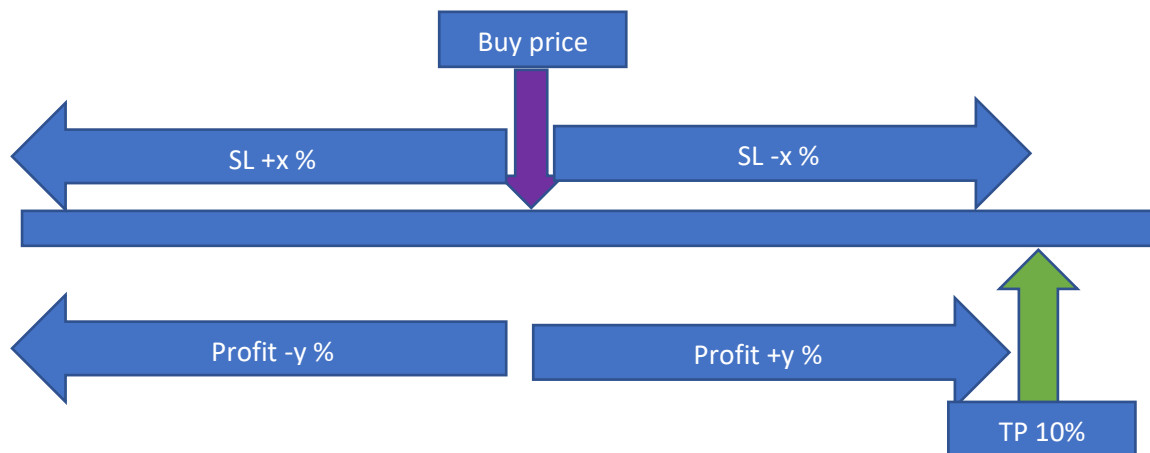 Buy price
SL +x %
SL -x %
Profit -y %
Profit +y %
TP 10%